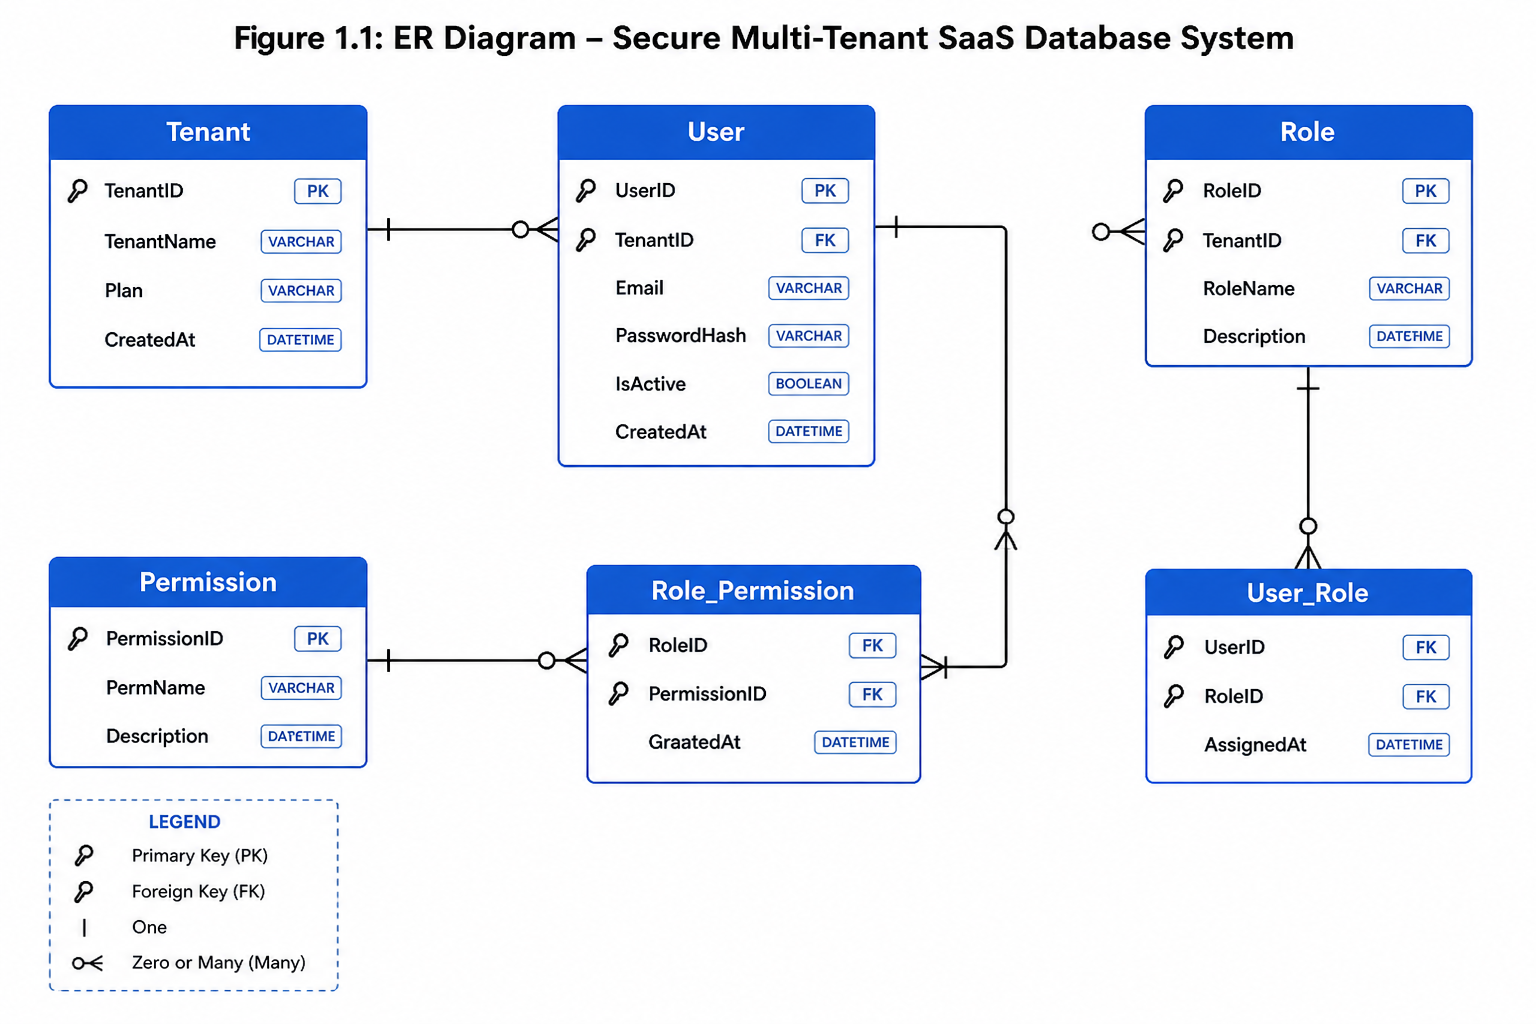 Figure 1.1: ER Diagram – Secure Multi-Tenant SaaS Database System
Tenant
TenantID PK
TenantName VARCHAR
Plan VARCHAR
CreatedAt DATETIME
User
UserID PK
TenantID FK
Email VARCHAR
PasswordHash VARCHAR
IsActive BOOLEAN
CreatedAt DATETIME
Role
RoleID PK
TenantID FK
RoleName VARCHAR
Description DATETIME
Permission
PermissionID PK
PermName VARCHAR
Description DATETIME
Role_Permission
RoleID FK
PermissionID FK
GraatedAt DATETIME
User_Role
UserID FK
RoleID FK
AssignedAt DATETIME
LEGEND
Primary Key (PK)
Foreign Key (FK)
One
Zero or Many (Many)